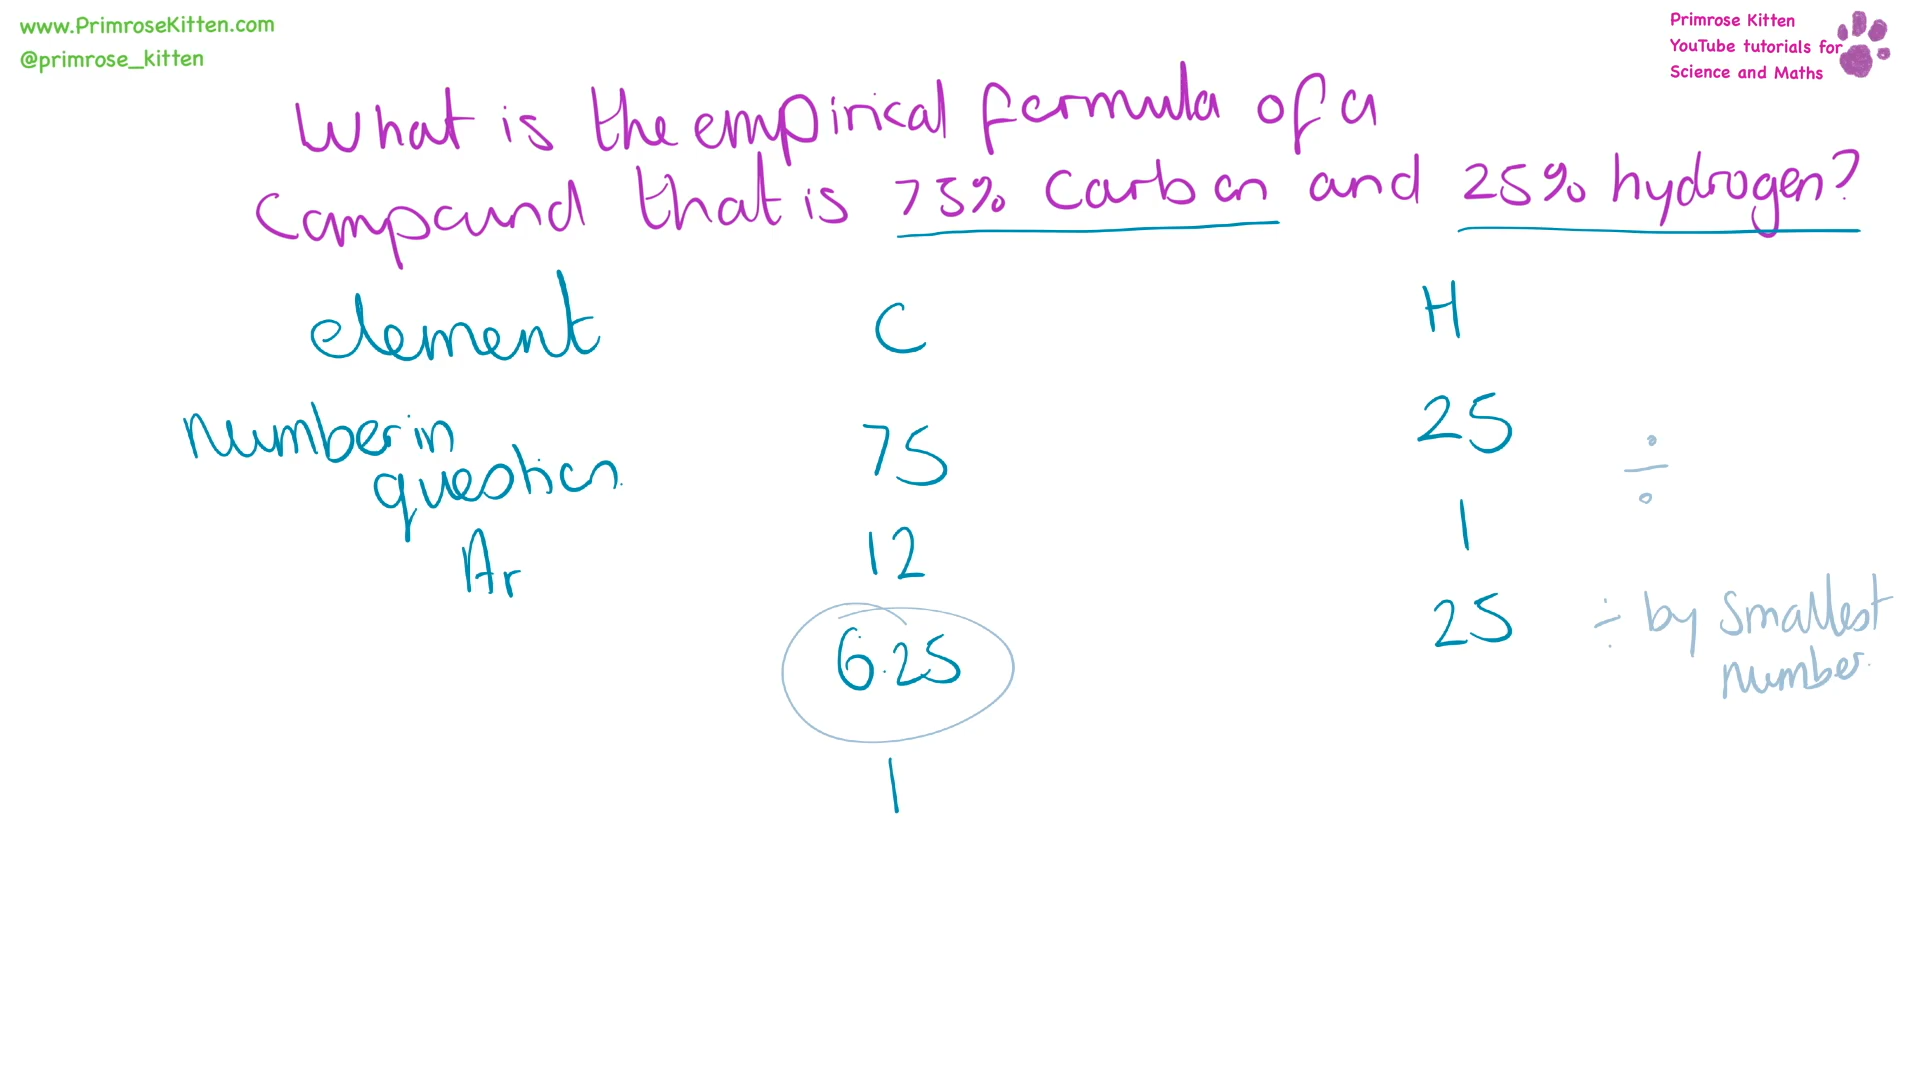 www.PrimroseKitten.com
@primrose_kitten
Primrose Kitten
YouTube tutorials for
Science and Maths
What is the empirical formula of a
compound that is 75% carbon and 25% hydrogen?
element C H
Number in
question 75 25 ÷
Ar 12 1
6.25 25 ÷ by smallest
number.
1